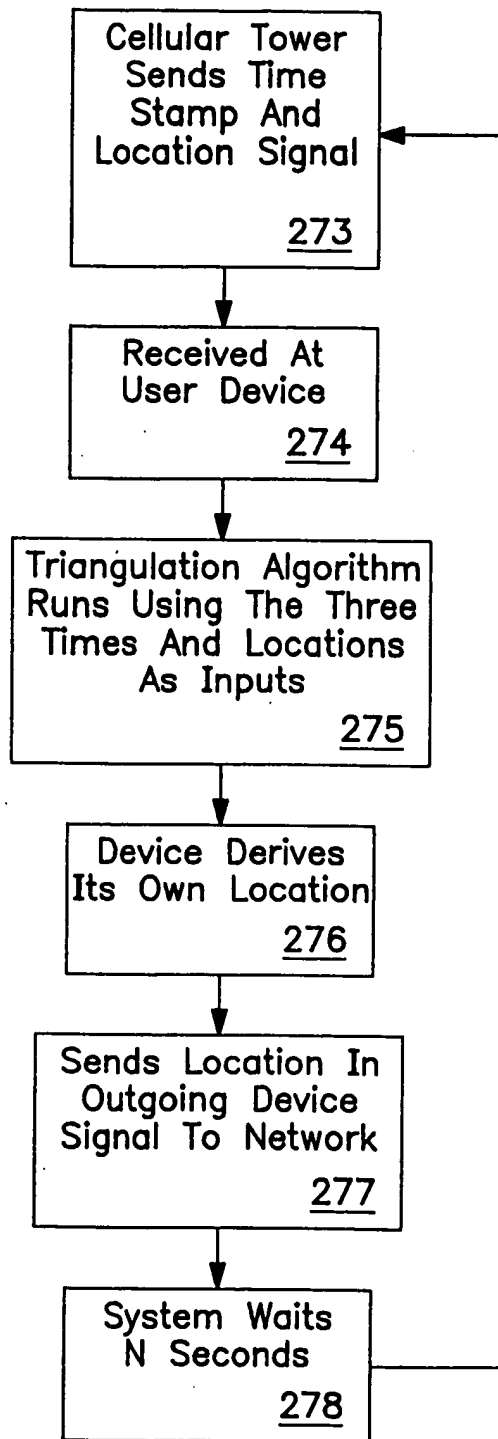 Cellular Tower
Sends Time
Stamp And
Location Signal
273
Received At
User Device
274
Triangulation Algorithm
Runs Using The Three
Times And Locations
As Inputs
275
Device Derives
Its Own Location
276
Sends Location In
Outgoing Device
Signal To Network
277
System Waits
N Seconds
278